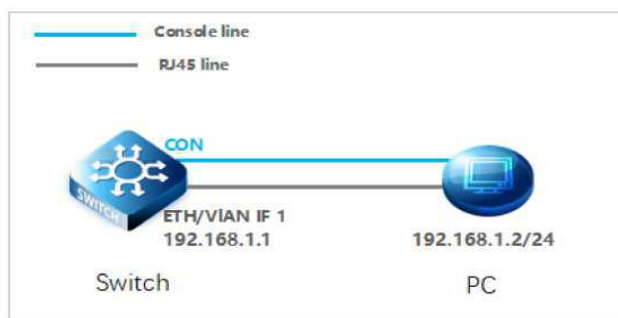 Console line
RJ45 line
CON
SWITCH
ETH/VlAN IF 1
192.168.1.1
192.168.1.2/24
Switch
PC